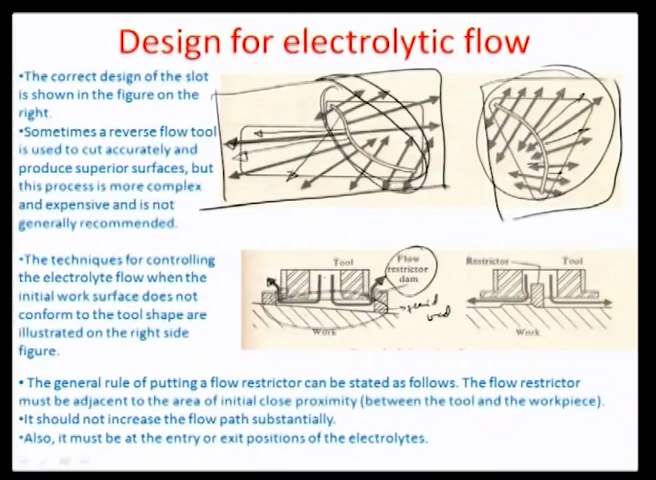 Design for electrolytic flow
•The correct design of the slot
is shown in the figure on the
right.
•Sometimes a reverse flow tool
is used to cut accurately and
produce superior surfaces, but
this process is more complex
and expensive and is not
generally recommended.
•The techniques for controlling
the electrolyte flow when the
initial work surface does not
conform to the tool shape are
illustrated on the right side
figure.
Tool
Flow
restrictor
dam
Work
Restrictor
Tool
Work
• The general rule of putting a flow restrictor can be stated as follows. The flow restrictor
must be adjacent to the area of initial close proximity (between the tool and the workpiece).
•It should not increase the flow path substantially.
•Also, it must be at the entry or exit positions of the electrolytes.